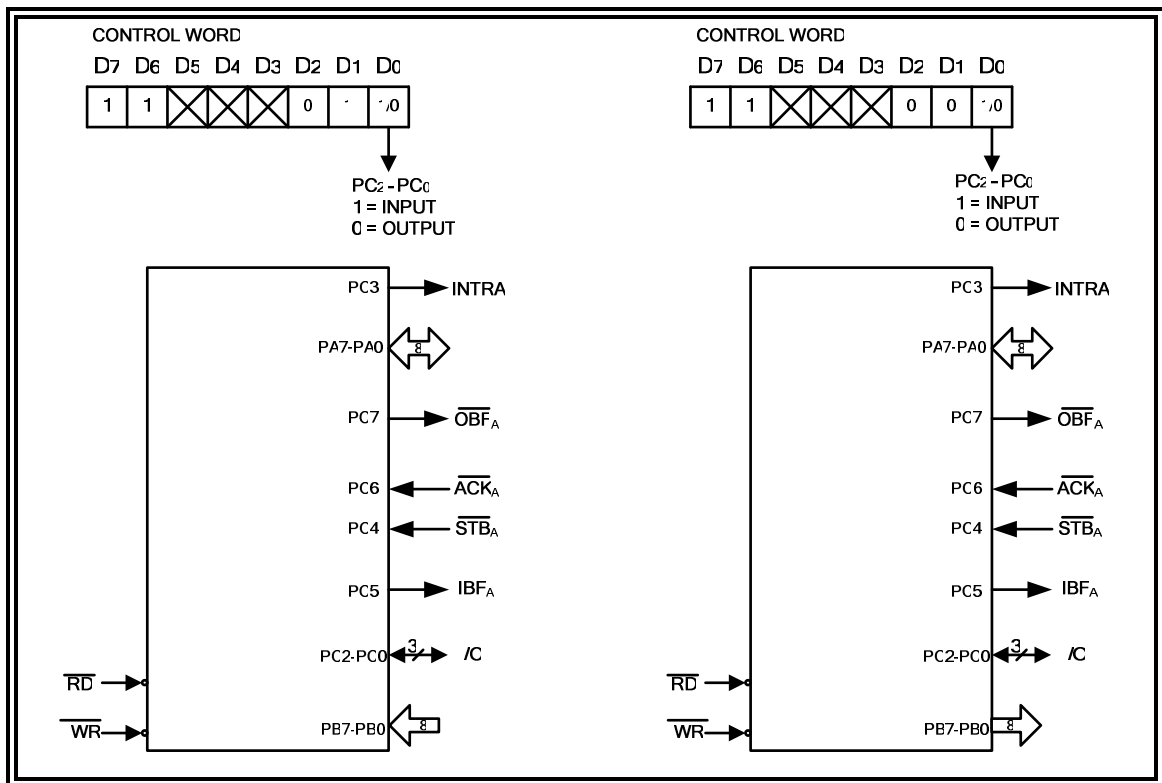 CONTROL WORD
D7 D6 D5 D4 D3 D2 D1 D0
1 1 0 1/0
PC2-PC0
1 = INPUT
0 = OUTPUT
PC3 INTRA
PA7-PA0 8
PC7 OBFA
PC6 ACKA
PC4 STBA
PC5 IBFA
PC2-PC0 3 /O
RD
WR
PB7-PB0 8
CONTROL WORD
D7 D6 D5 D4 D3 D2 D1 D0
1 1 0 0 1/0
PC2-PC0
1 = INPUT
0 = OUTPUT
PC3 INTRA
PA7-PA0 8
PC7 OBFA
PC6 ACKA
PC4 STBA
PC5 IBFA
PC2-PC0 3 /O
RD
WR
PB7-PB0 8